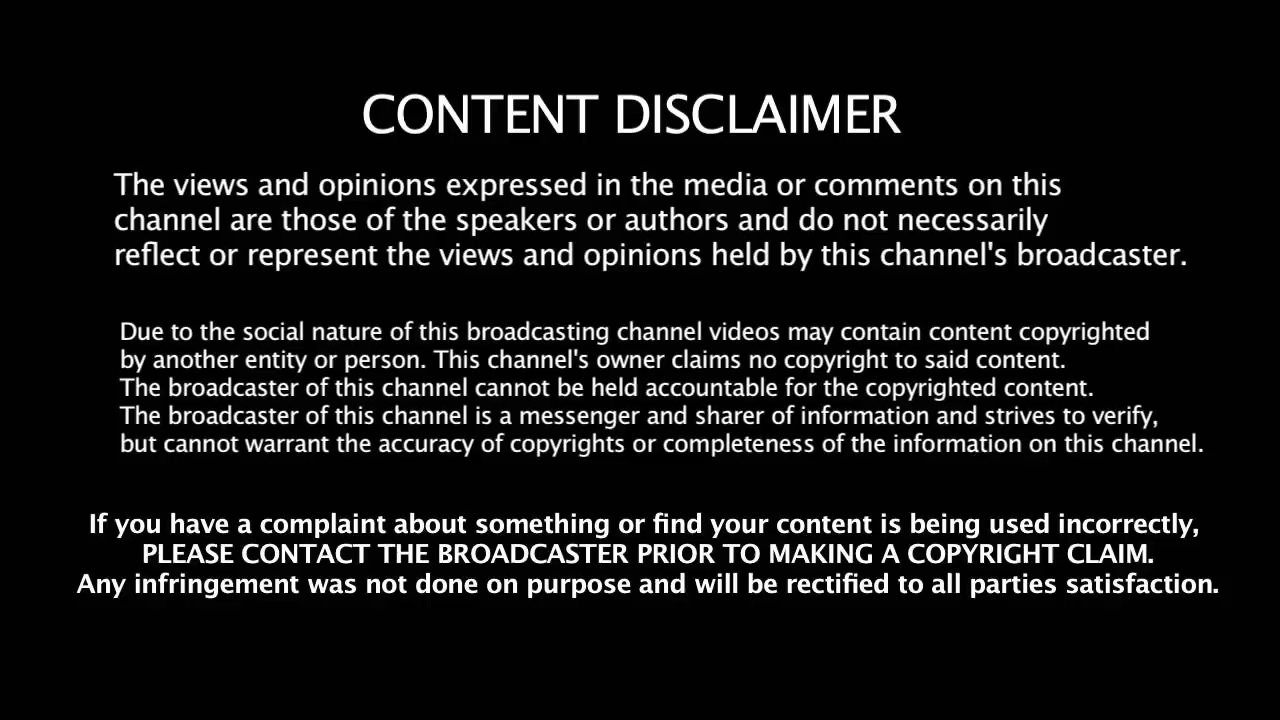 CONTENT DISCLAIMER
The views and opinions expressed in the media or comments on this
channel are those of the speakers or authors and do not necessarily
reflect or represent the views and opinions held by this channel's broadcaster.
Due to the social nature of this broadcasting channel videos may contain content copyrighted
by another entity or person. This channel's owner claims no copyright to said content.
The broadcaster of this channel cannot be held accountable for the copyrighted content.
The broadcaster of this channel is a messenger and sharer of information and strives to verify,
but cannot warrant the accuracy of copyrights or completeness of the information on this channel.
If you have a complaint about something or find your content is being used incorrectly,
PLEASE CONTACT THE BROADCASTER PRIOR TO MAKING A COPYRIGHT CLAIM.
Any infringement was not done on purpose and will be rectified to all parties satisfaction.